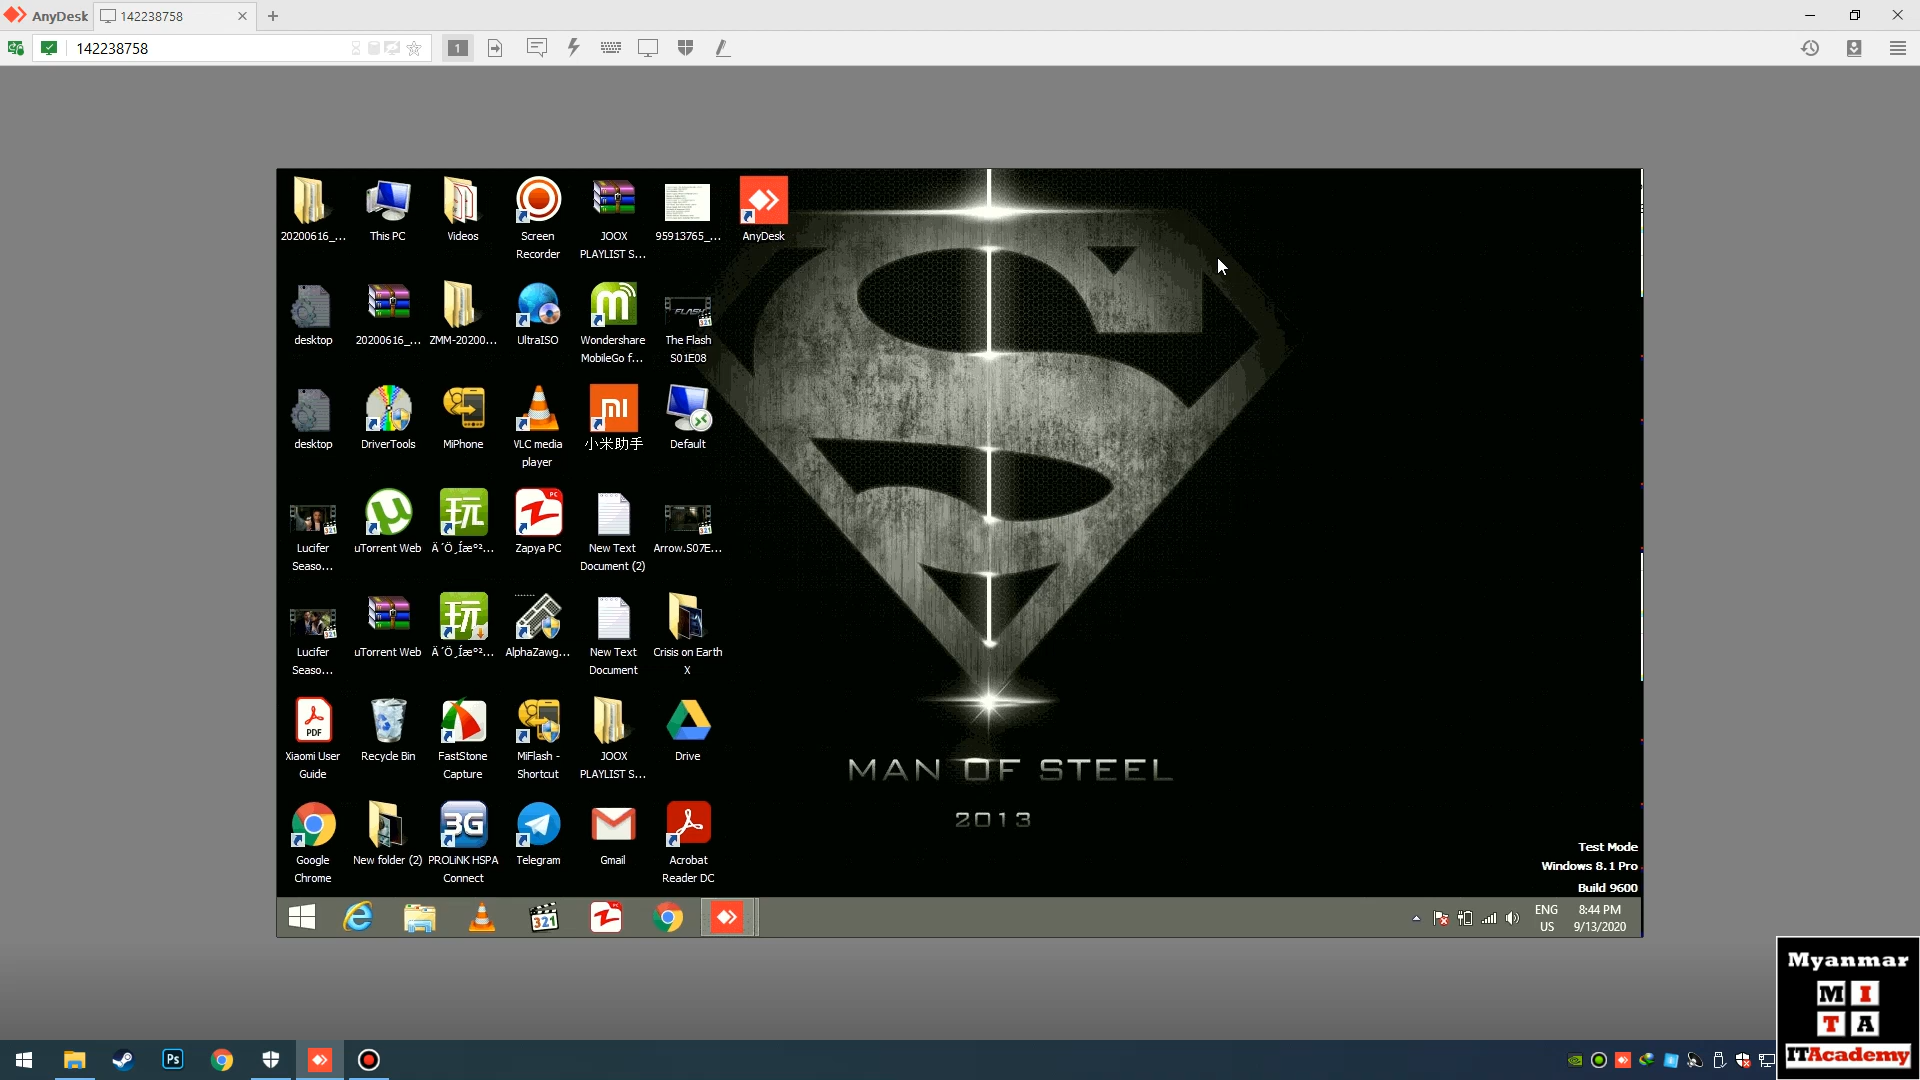 AnyDesk
142238758
142238758
1
20200616_...
This PC
Videos
Screen
Recorder
JOOX
PLAYLIST S...
95913765_...
AnyDesk
desktop
20200616_...
ZMM-20200...
UltraISO
Wondershare
MobileGo f...
The Flash
S01E08
desktop
DriverTools
MiPhone
VLC media
player
小米助手
Default
Lucifer
Seaso...
uTorrent Web
Ä´Ö¸Íæ°²...
Zapya PC
New Text
Document (2)
Arrow.S07E...
Lucifer
Seaso...
uTorrent Web
Ä´Ö¸Íæ°²...
AlphaZawg...
New Text
Document
Crisis on Earth
X
Xiaomi User
Guide
Recycle Bin
FastStone
Capture
MiFlash -
Shortcut
JOOX
PLAYLIST S...
Drive
Google
Chrome
New folder (2)
PROLiNK HSPA
Connect
Telegram
Gmail
Acrobat
Reader DC
MAN OF STEEL
2013
Test Mode
Windows 8.1 Pro
Build 9600
ENG
US
8:44 PM
9/13/2020
Myanmar
M I
T A
ITAcademy